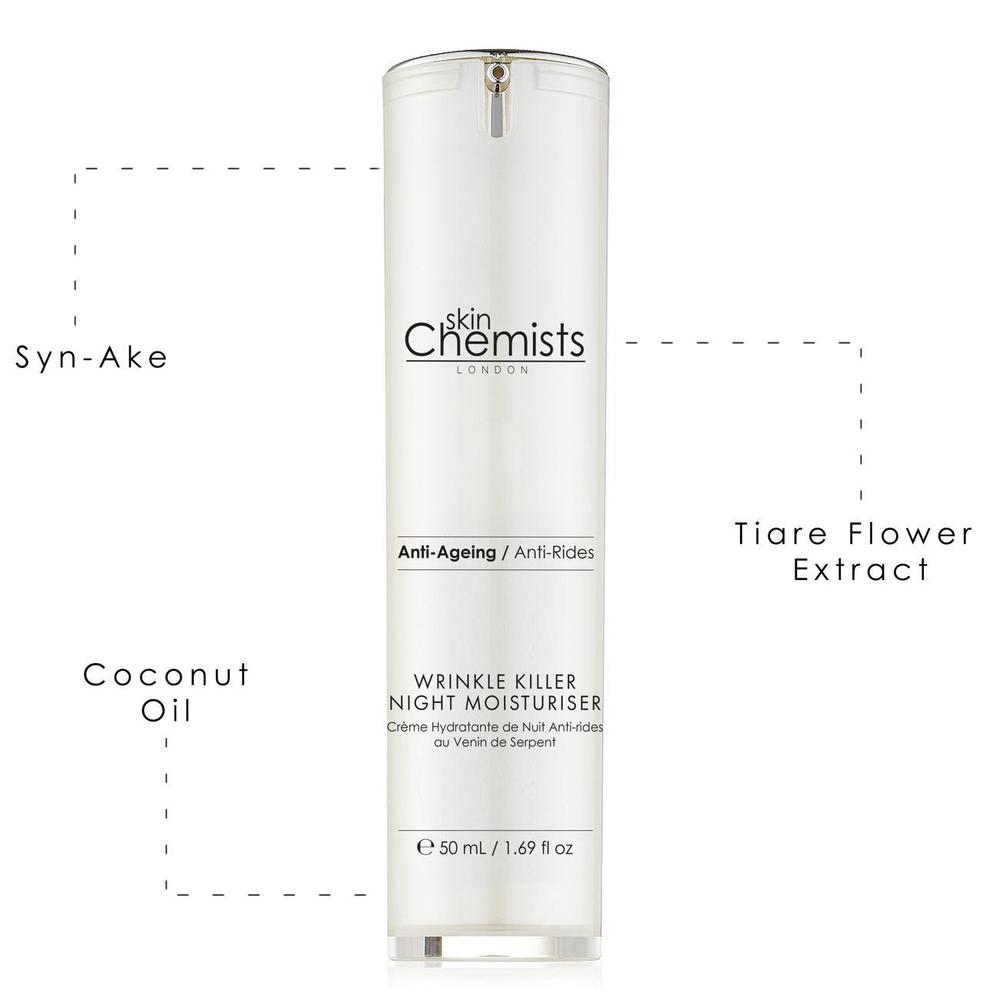 skin
Chemists
LONDON
Syn-Ake
Tiare Flower
Extract
Anti-Ageing / Anti-Rides
Coconut
Oil
WRINKLE KILLER
NIGHT MOISTURISER
Crème Hydratante de Nuit Anti-rides
au Venin de Serpent
℮ 50 mL / 1.69 fl oz